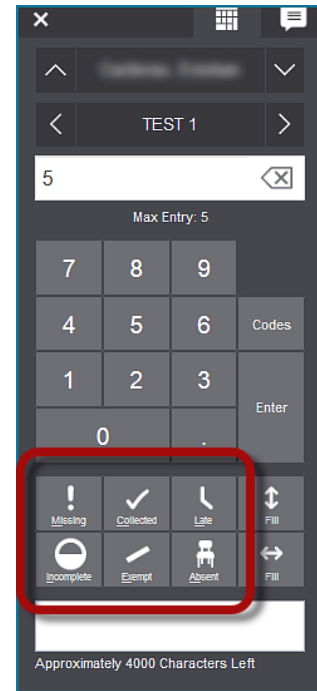 TEST 1
5
Max Entry: 5
7 8 9
4 5 6 Codes
1 2 3
Enter
0 .
Missing Collected Late Fill
Incomplete Exempt Absent Fill
Approximately 4000 Characters Left